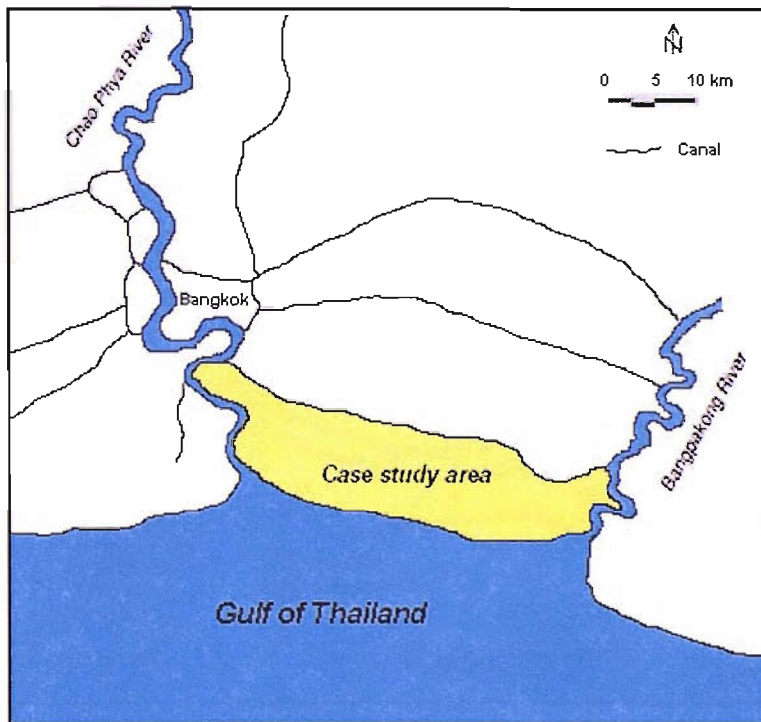 Chao Phya River
N
0 5 10 km
Canal
Bangkok
Bangpakong River
Case study area
Gulf of Thailand